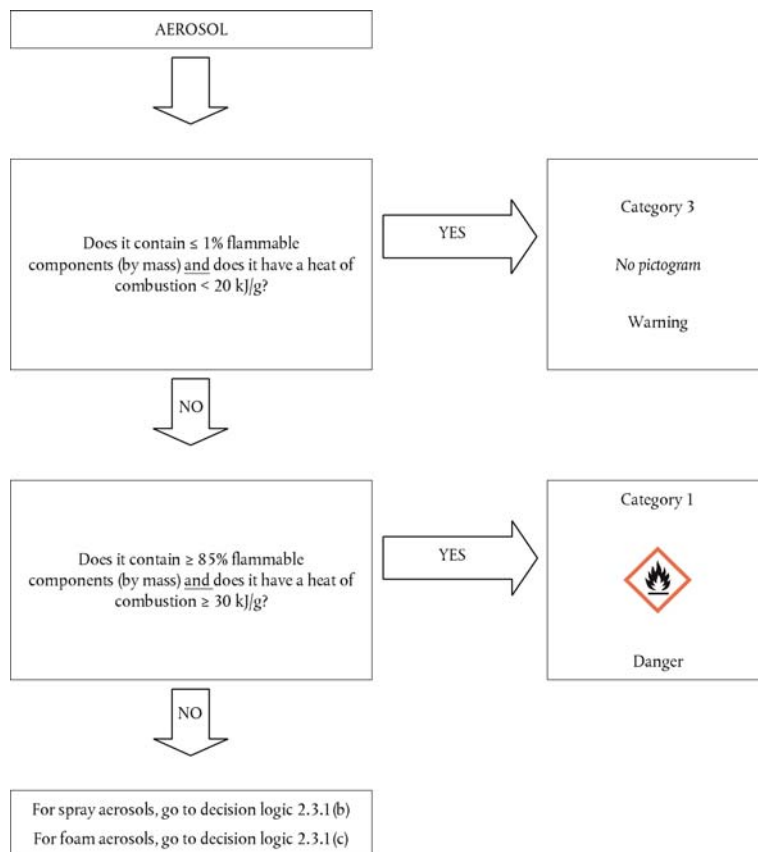 AEROSOL
Does it contain ≤ 1% flammable
components (by mass) and does it have a heat of
combustion < 20 kJ/g?
YES
Category 3
No pictogram
Warning
NO
Does it contain ≥ 85% flammable
components (by mass) and does it have a heat of
combustion ≥ 30 kJ/g?
YES
Category 1
Danger
NO
For spray aerosols, go to decision logic 2.3.1(b)
For foam aerosols, go to decision logic 2.3.1(c)